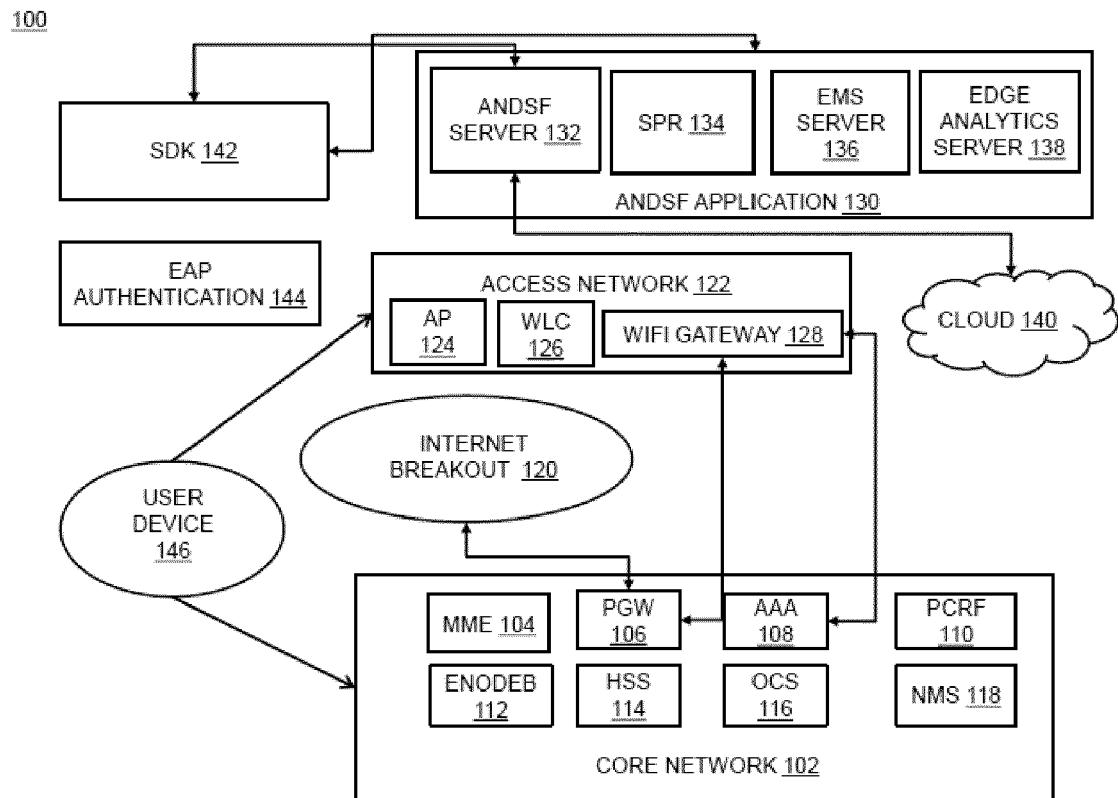 100
SDK 142
ANDSF
SERVER 132
SPR 134
EMS
SERVER
136
EDGE
ANALYTICS
SERVER 138
ANDSF APPLICATION 130
EAP
AUTHENTICATION 144
ACCESS NETWORK 122
AP
124
WLC
126
WIFI GATEWAY 128
CLOUD 140
INTERNET
BREAKOUT 120
USER
DEVICE
146
MME 104
PGW
106
AAA
108
PCRF
110
ENODEB
112
HSS
114
OCS
116
NMS 118
CORE NETWORK 102